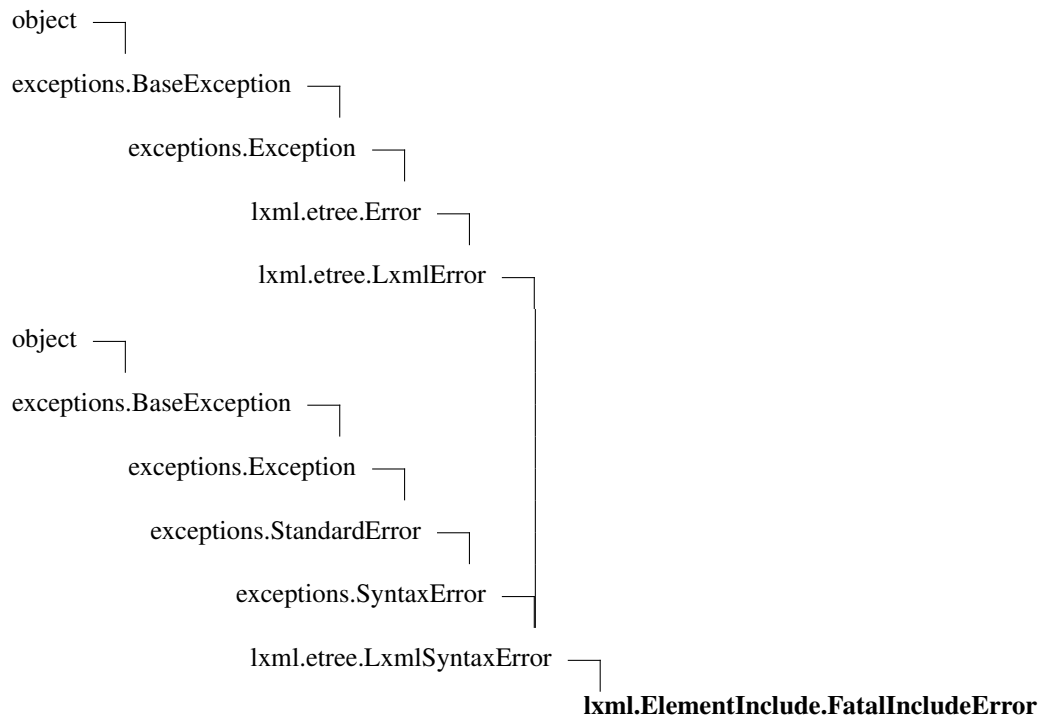 object
exceptions.BaseException
exceptions.Exception
lxml.etree.Error
lxml.etree.LxmlError
object
exceptions.BaseException
exceptions.Exception
exceptions.StandardError
exceptions.SyntaxError
lxml.etree.LxmlSyntaxError
lxml.ElementInclude.FatalIncludeError